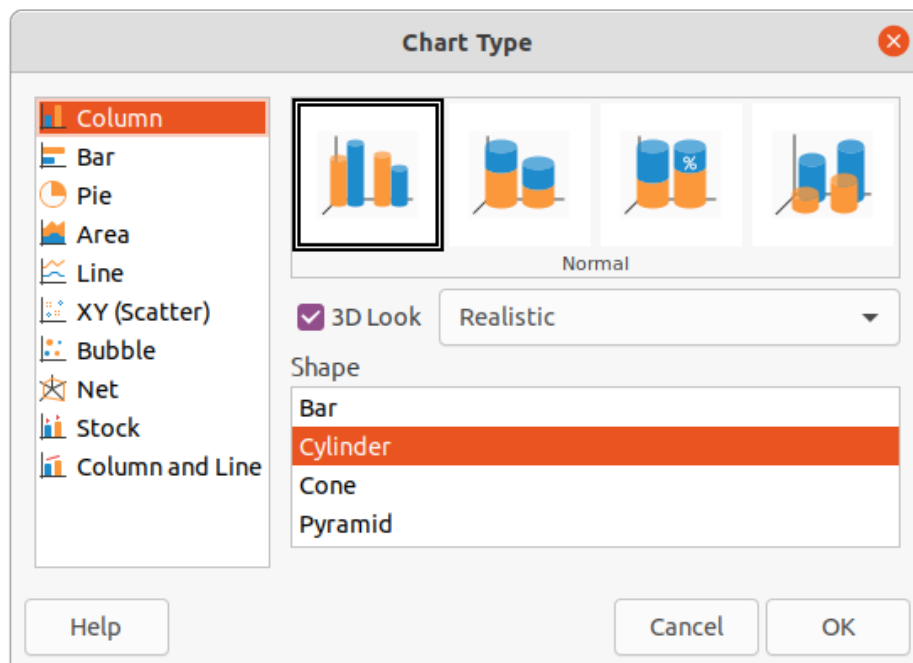 Chart Type
Column
Bar
Pie
Area
Line
XY (Scatter)
Bubble
Net
Stock
Column and Line
%
Normal
3D Look
Realistic
Shape
Bar
Cylinder
Cone
Pyramid
Help
Cancel
OK